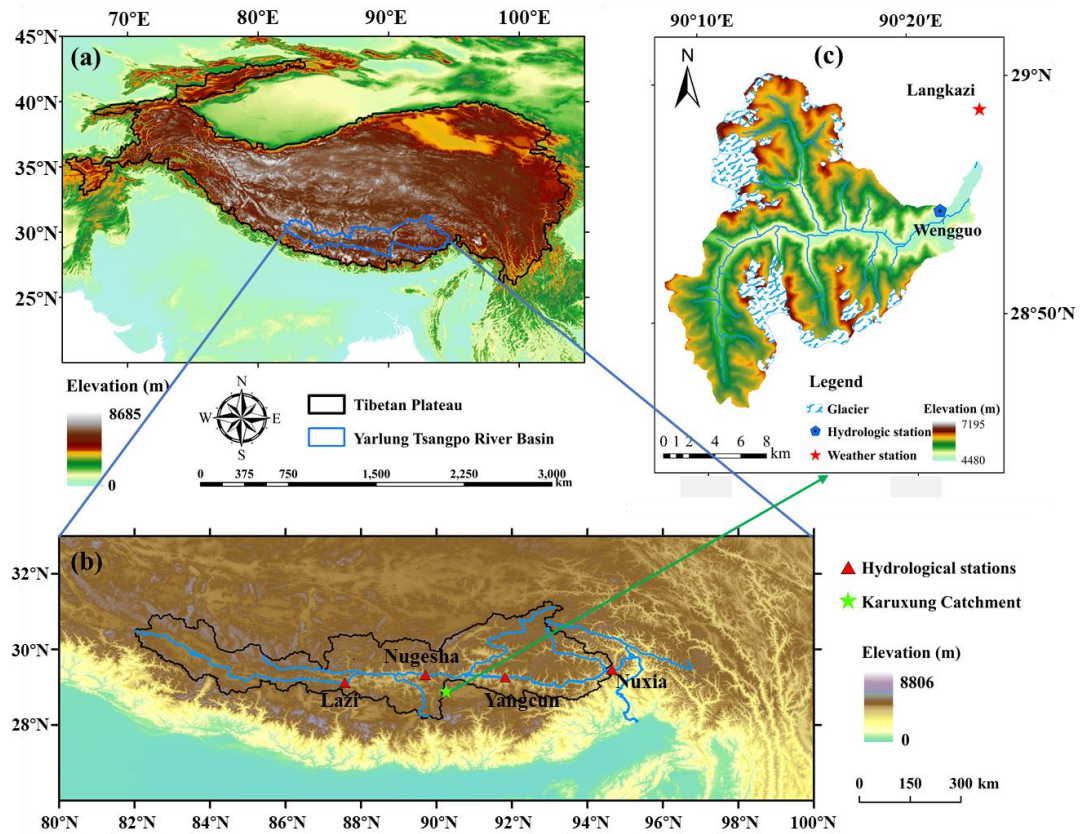 70°E 80°E 90°E 100°E
45°N
40°N
35°N
30°N
25°N
(a)
Elevation (m)
8685
0
N
W E
S
Tibetan Plateau
Yarlung Tsangpo River Basin
0 375 750 1,500 2,250 3,000
km
90°10′E 90°20′E
(c)
N
Langkazi
29°N
Wengguo
28°50′N
Legend
Glacier
Hydrologic station
Weather station
Elevation (m)
7195
4480
0 1 2 4 6 8
km
(b)
32°N
30°N
28°N
Nugesha
Lazi
Yangcun
Nuxia
80°E 82°E 84°E 86°E 88°E 90°E 92°E 94°E 96°E 98°E 100°E
Hydrological stations
Karuxung Catchment
Elevation (m)
8806
0
0 150 300 km